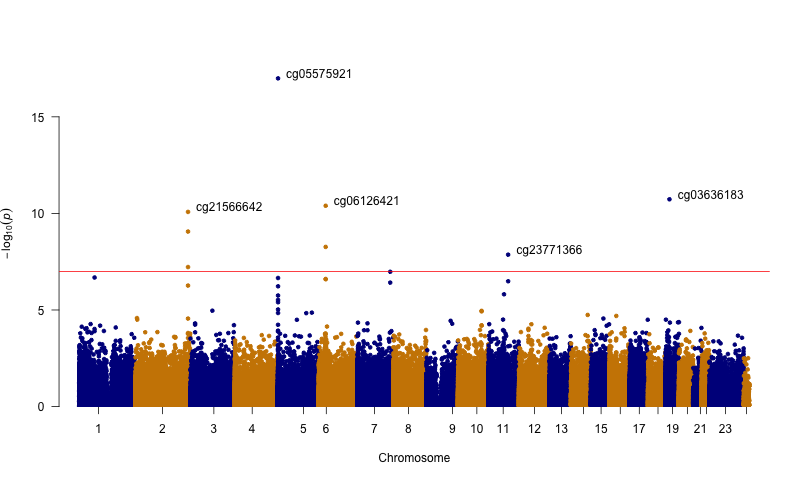 cg05575921
15
cg03636183
cg06126421
cg21566642
10
cg23771366
−log10(p)
5
0
1 2 3 4 5 6 7 8 9 10 11 12 13 15 17 19 21 23
Chromosome